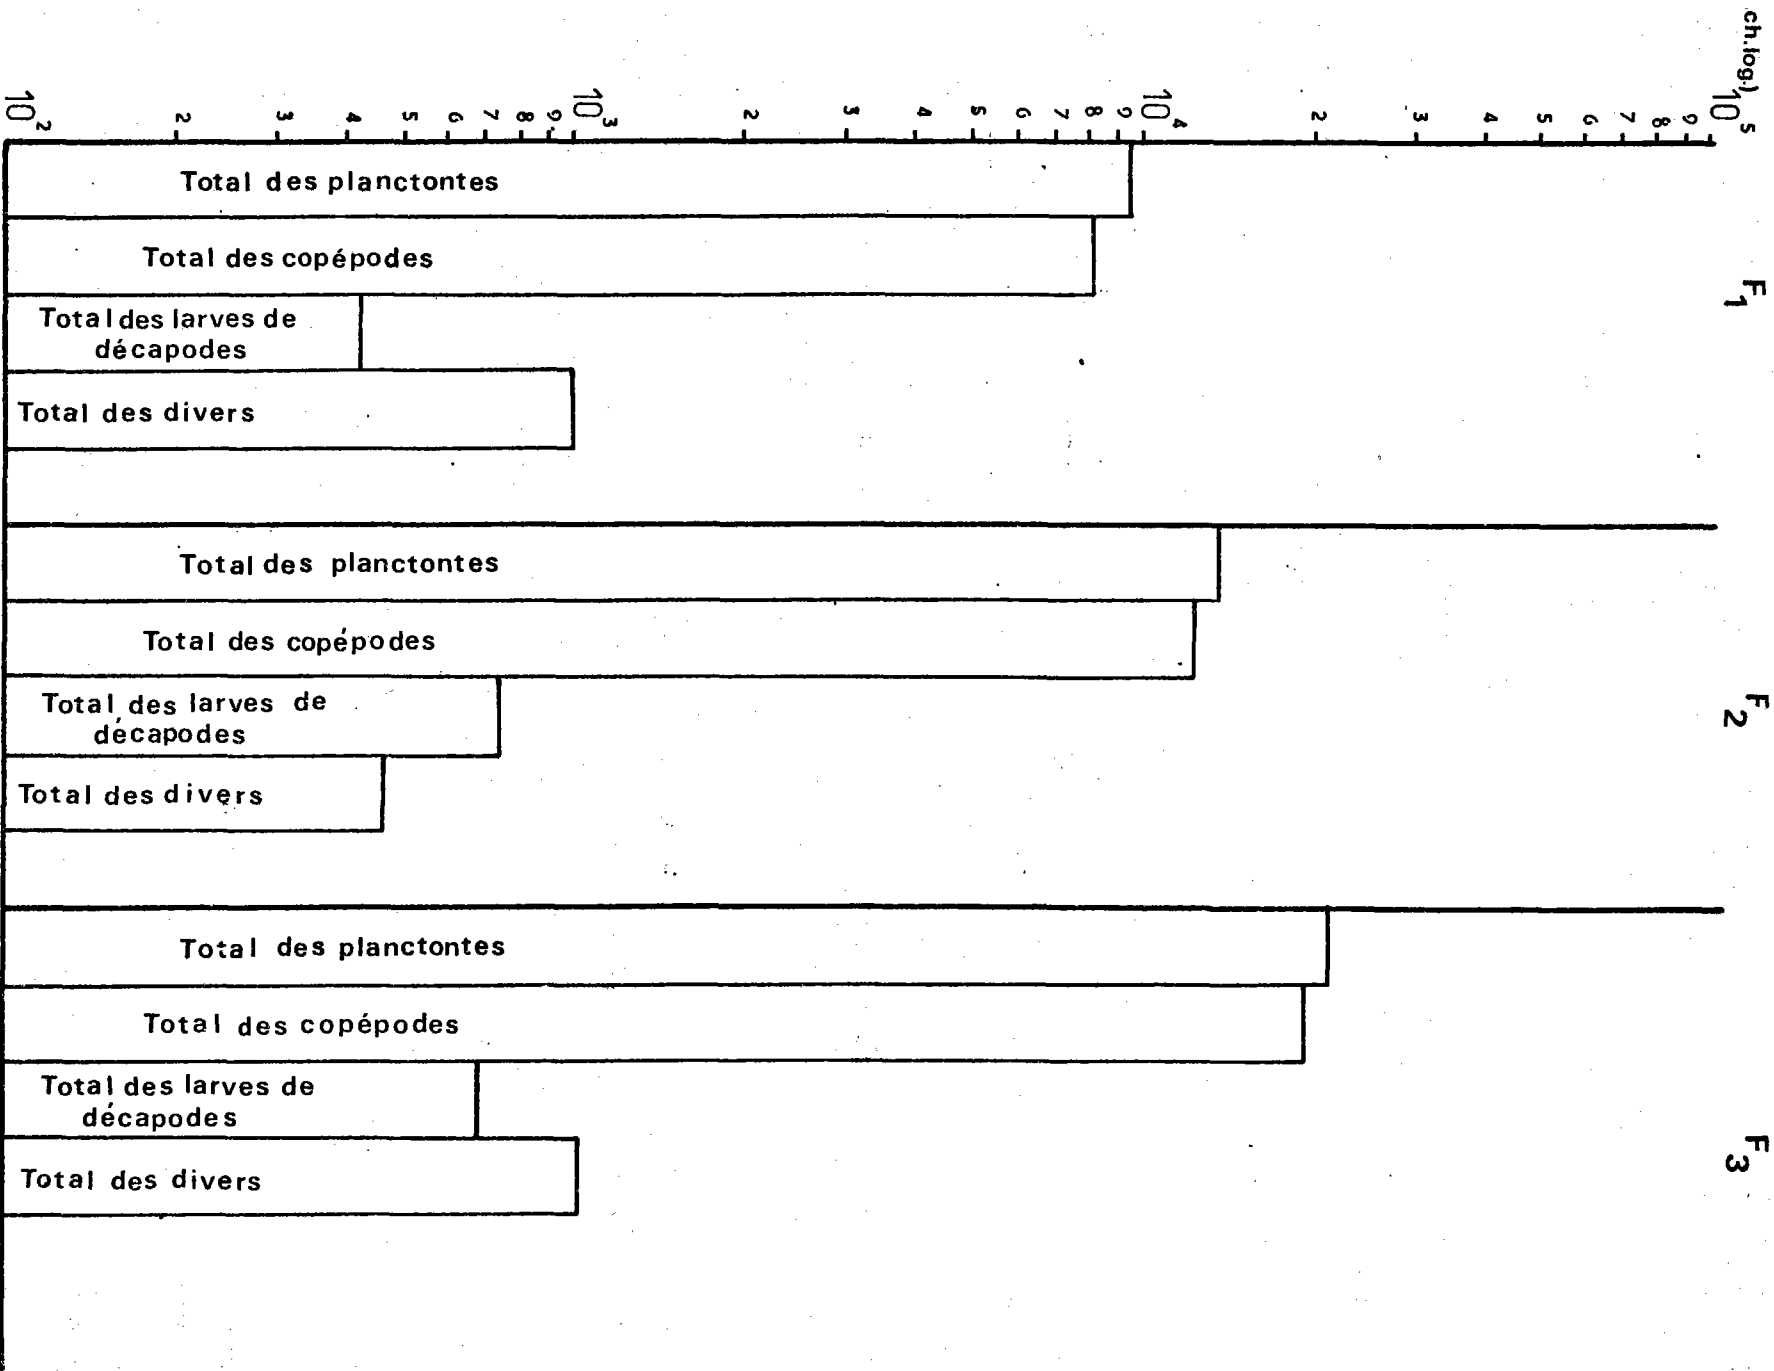 ch.log.)
10² 2 3 4 5 6 7 8 9 10³ 2 3 4 5 6 7 8 9 10⁴ 2 3 4 5 6 7 8 9 10⁵
F1
Total des planctontes
Total des copépodes
Total des larves de
décapodes
Total des divers
F2
Total des planctontes
Total des copépodes
Total des larves de
décapodes
Total des divers
F3
Total des planctontes
Total des copépodes
Total des larves de
décapodes
Total des divers